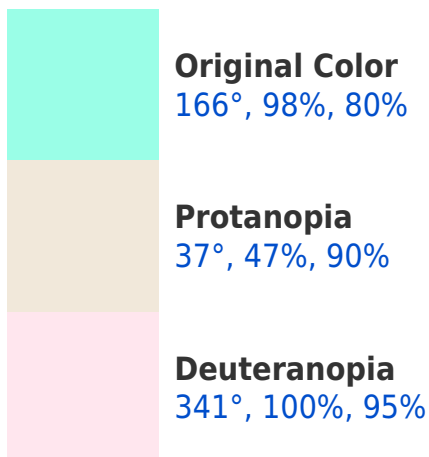 Original Color
166°, 98%, 80%
Protanopia
37°, 47%, 90%
Deuteranopia
341°, 100%, 95%